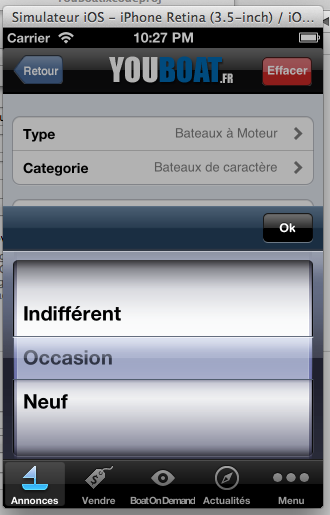 Simulateur iOS - iPhone Retina (3.5-inch) / iO...
Carrier 10:27 PM
Retour YOUBOAT.FR Effacer
Type Bateaux à Moteur
Categorie Bateaux de caractère
Ok
Indifférent
Occasion
Neuf
Annonces Vendre BoatOnDemand Actualités Menu